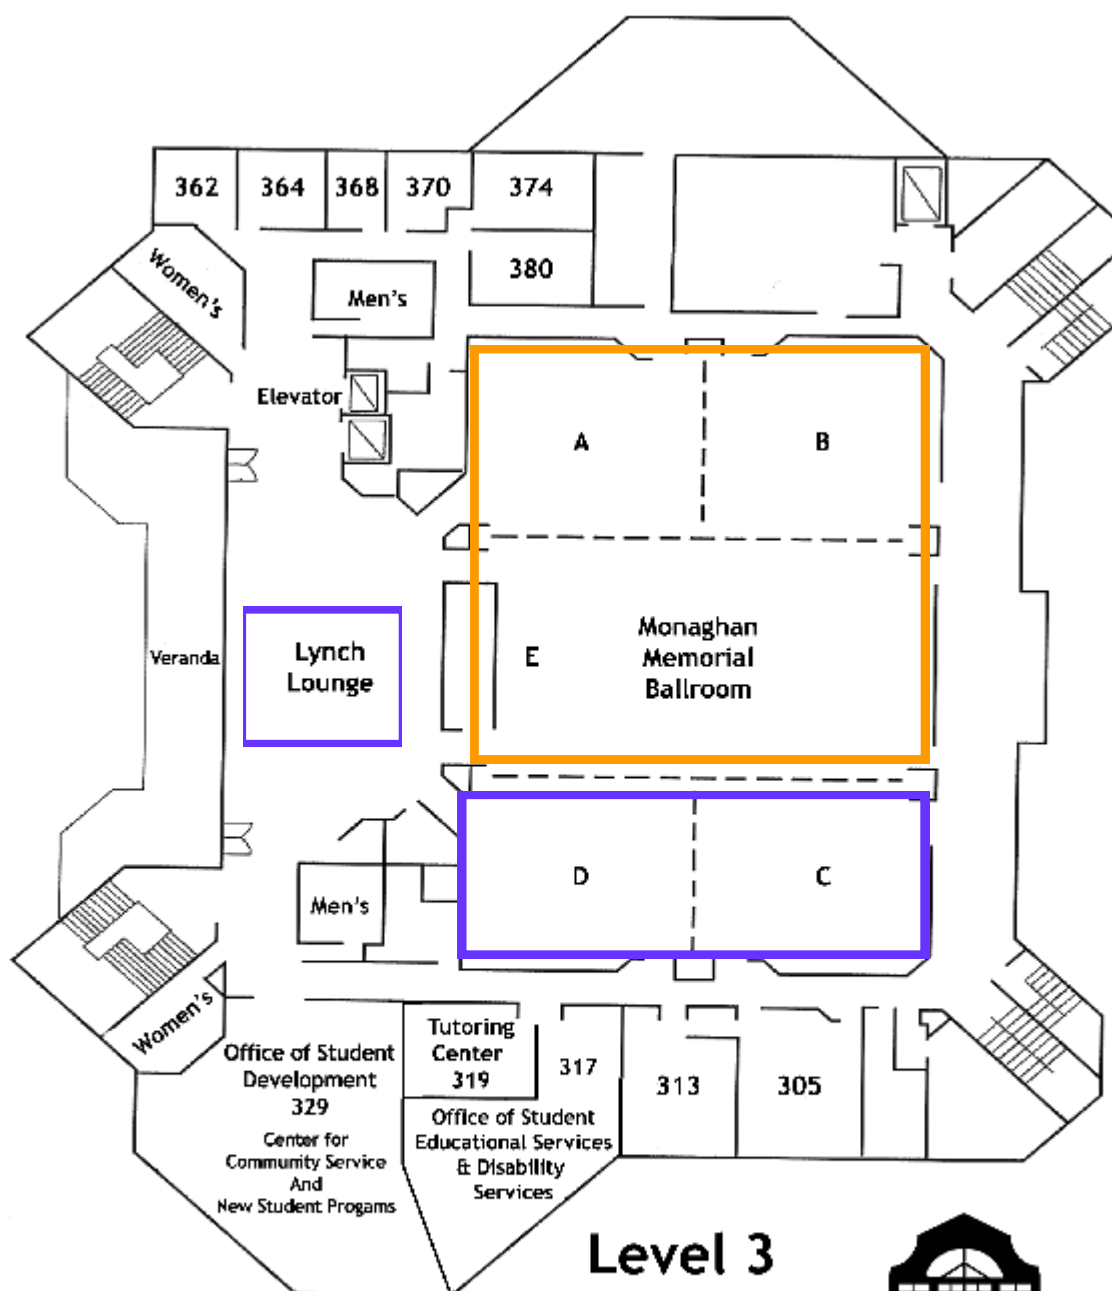 362
364
368
370
374
380
Women's
Men's
Elevator
A
B
Veranda
Lynch
Lounge
E
Monaghan
Memorial
Ballroom
D
C
Men's
Women's
Office of Student
Development
329
Center for
Community Service
And
New Student Progams
Tutoring
Center
319
317
313
305
Office of Student
Educational Services
& Disability
Services
Level 3